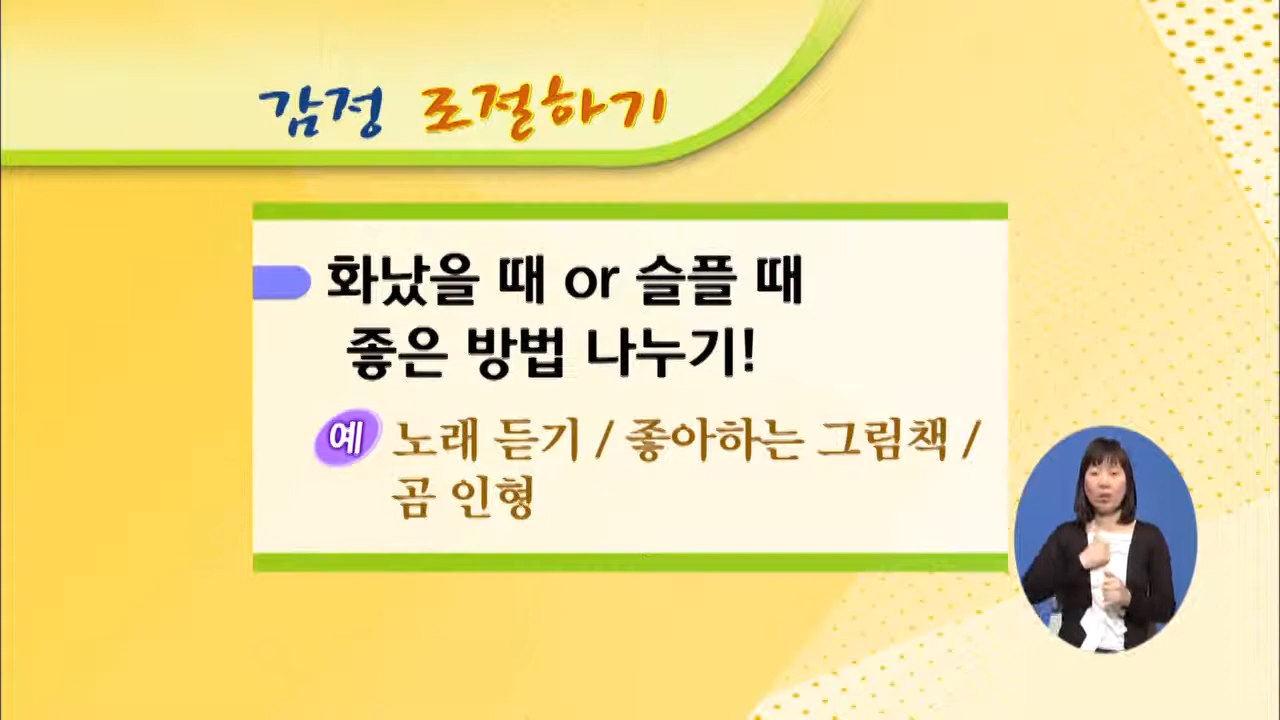 감정 조절하기
화났을 때 or 슬플 때
좋은 방법 나누기!
예 노래 듣기 / 좋아하는 그림책 /
곰 인형